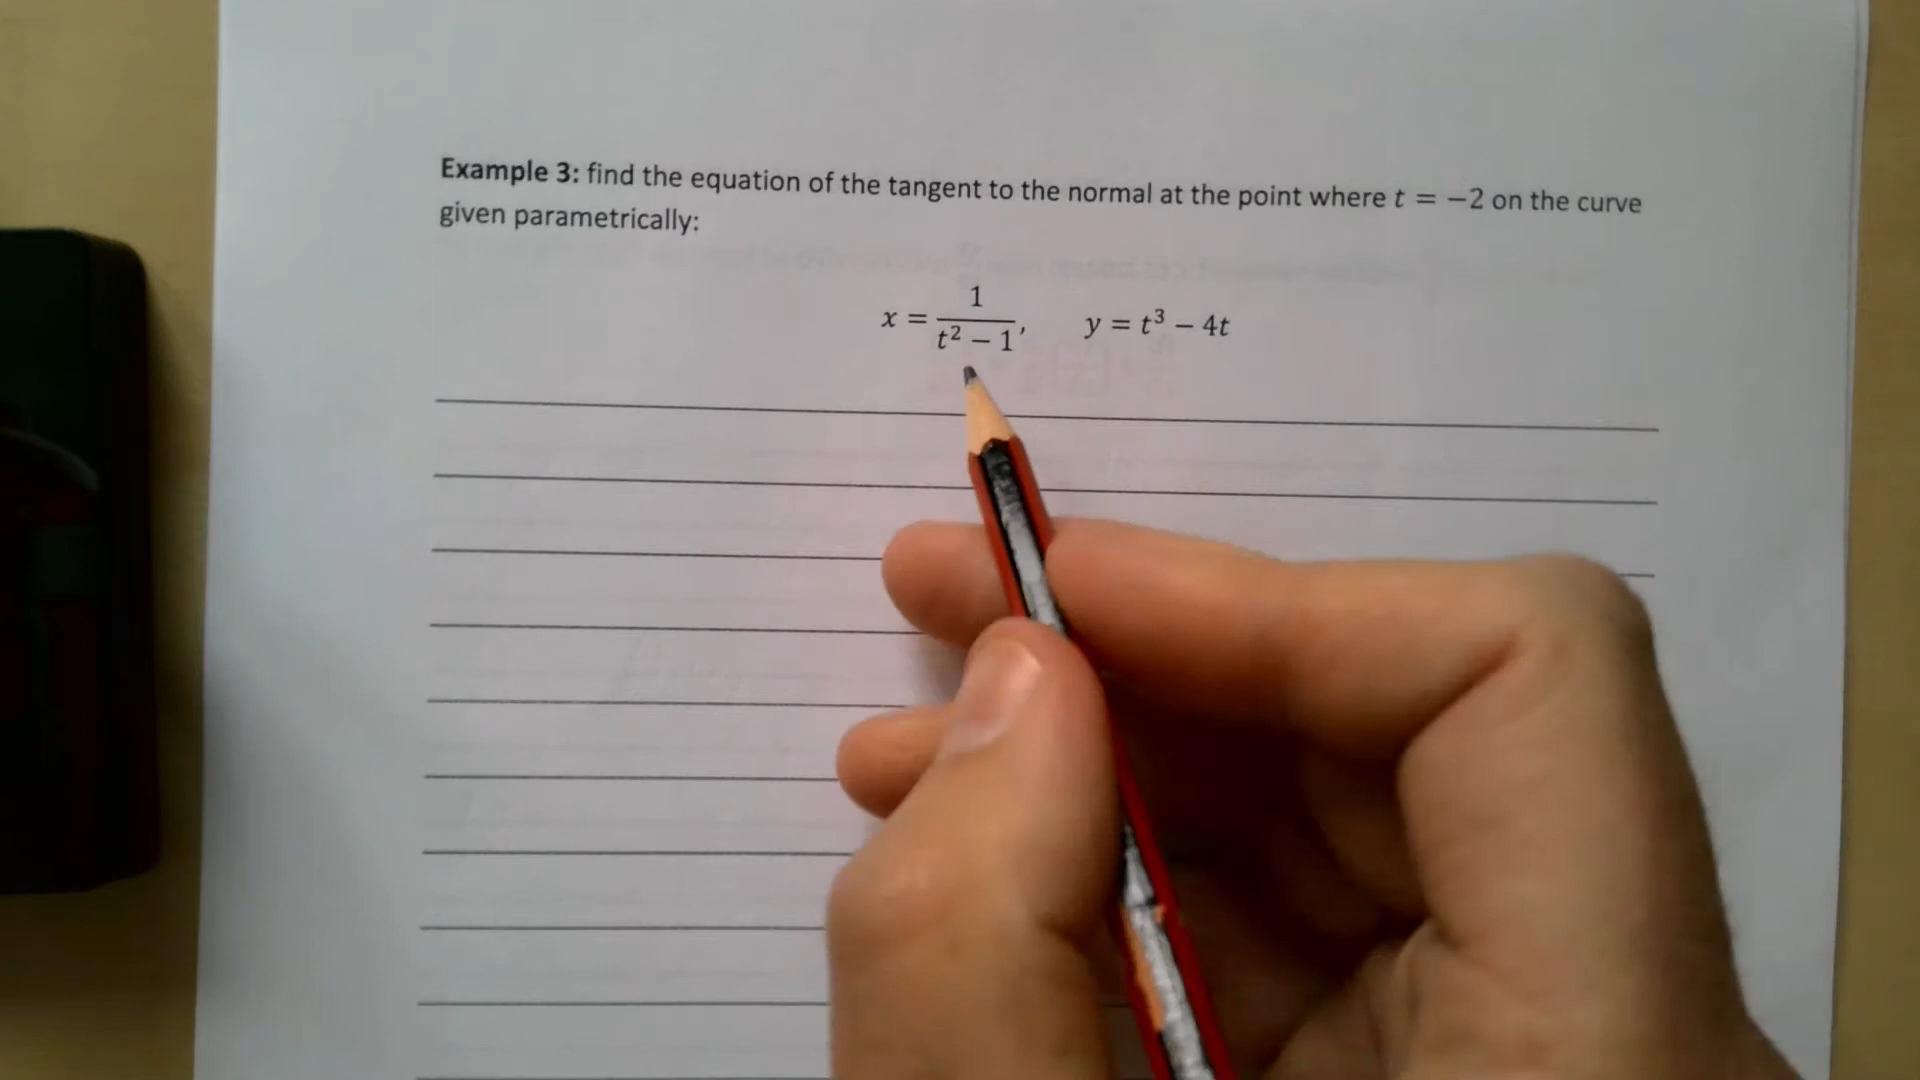 Example 3: find the equation of the tangent to the normal at the point where t = −2 on the curve
given parametrically:
x = 1/(t² − 1), y = t³ − 4t